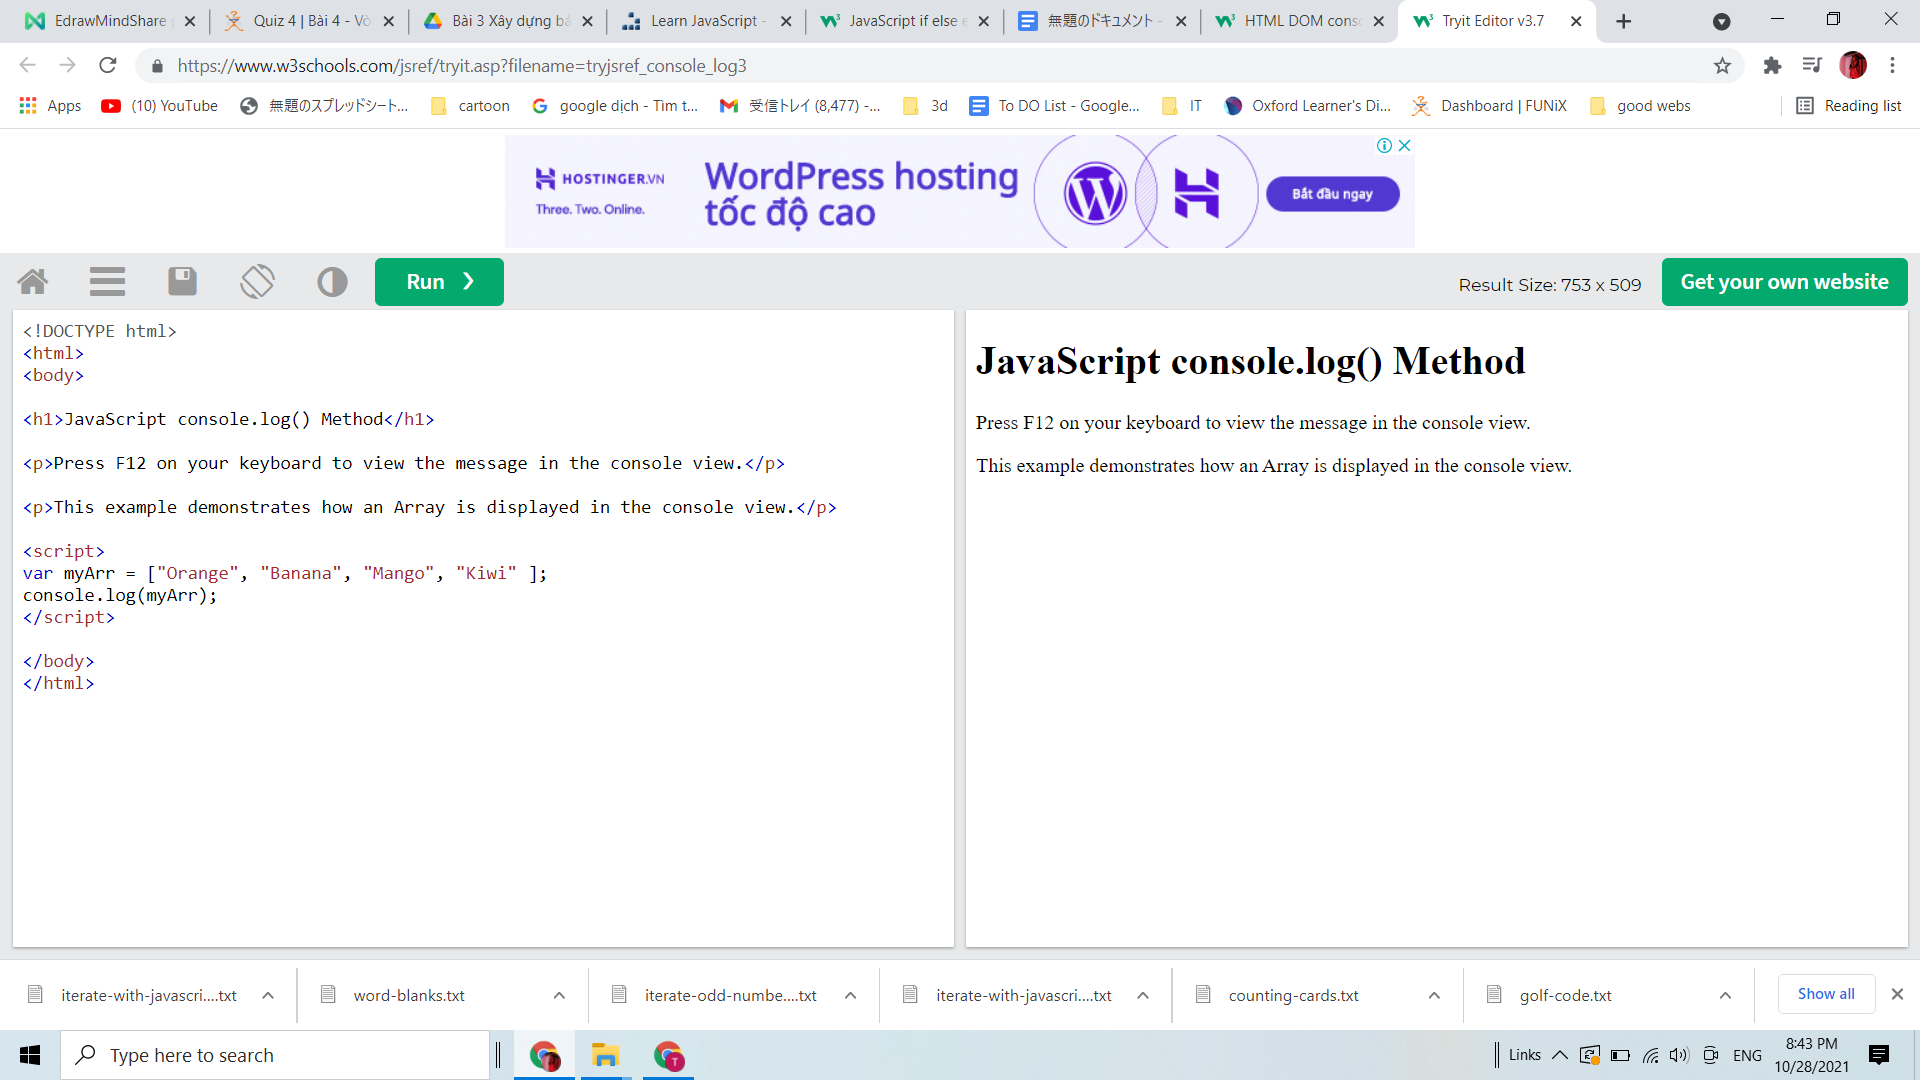 EdrawMindShare
Quiz 4 | Bài 4 - Vò
Bài 3 Xây dựng bả
Learn JavaScript -
JavaScript if else e
無題のドキュメント -
HTML DOM cons
Tryit Editor v3.7
https://www.w3schools.com/jsref/tryit.asp?filename=tryjsref_console_log3
Apps
(10) YouTube
無題のスプレッドシート...
cartoon
google dịch - Tìm t...
受信トレイ (8,477) -...
3d
To DO List - Google...
IT
Oxford Learner's Di...
Dashboard | FUNiX
good webs
Reading list
HOSTINGER.VN
Three. Two. Online.
WordPress hosting
tốc độ cao
Bắt đầu ngay
Run ❯
Result Size: 753 x 509
Get your own website
<!DOCTYPE html>
<html>
<body>
<h1>JavaScript console.log() Method</h1>
<p>Press F12 on your keyboard to view the message in the console view.</p>
<p>This example demonstrates how an Array is displayed in the console view.</p>
<script>
var myArr = ["Orange", "Banana", "Mango", "Kiwi" ];
console.log(myArr);
</script>
</body>
</html>
JavaScript console.log() Method
Press F12 on your keyboard to view the message in the console view.
This example demonstrates how an Array is displayed in the console view.
iterate-with-javascri....txt
word-blanks.txt
iterate-odd-numbe....txt
iterate-with-javascri....txt
counting-cards.txt
golf-code.txt
Show all
Type here to search
Links
ENG
8:43 PM
10/28/2021